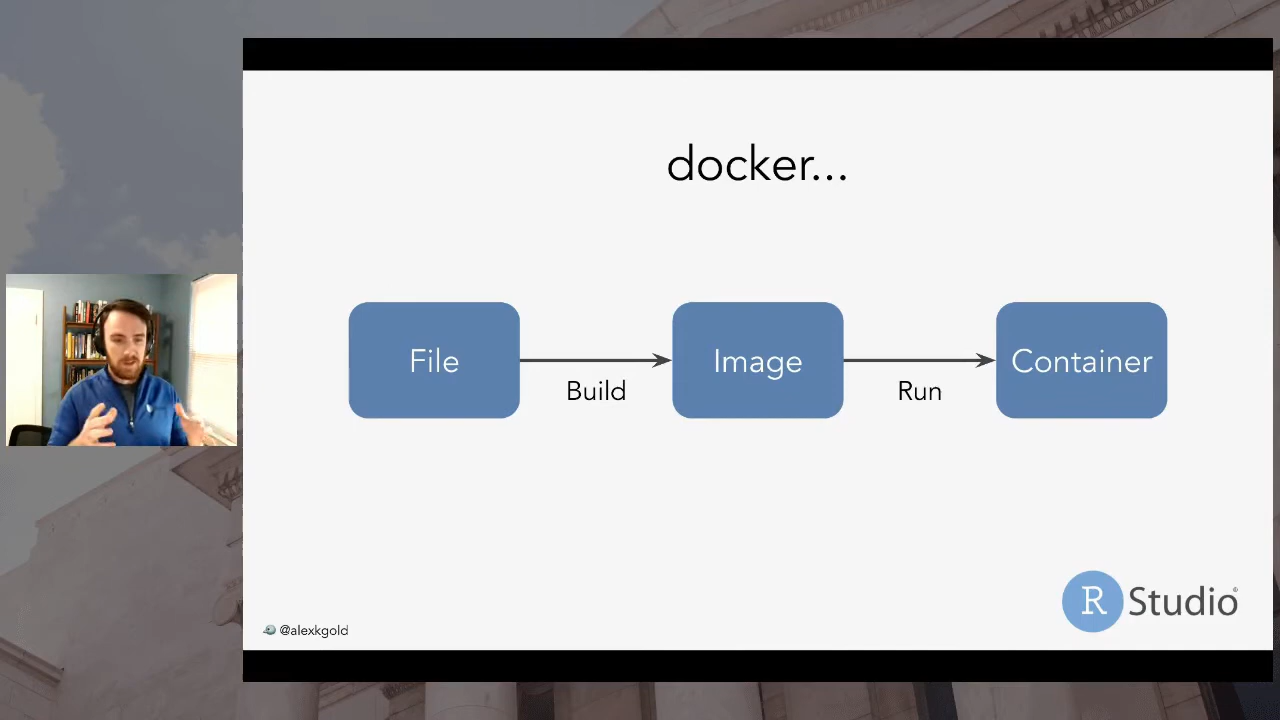 docker...
File
Build
Image
Run
Container
R Studio®
@alexkgold